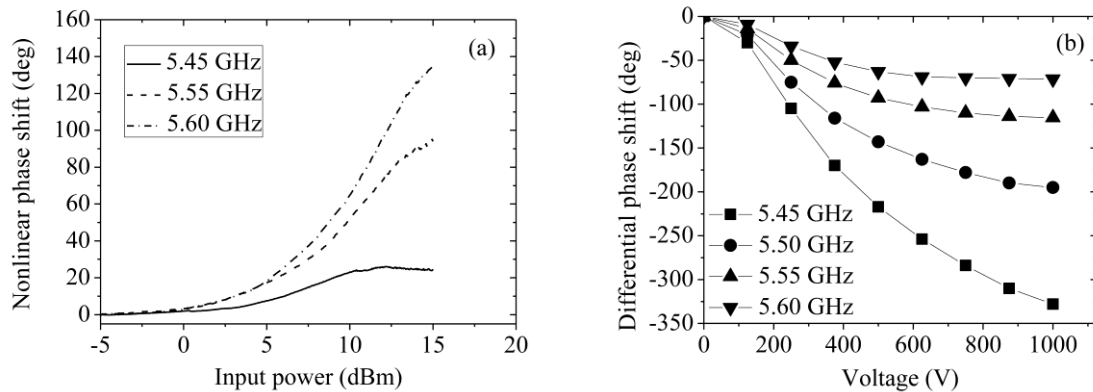 (a)
Nonlinear phase shift (deg)
160
140
120
100
80
60
40
20
0
5.45 GHz
5.55 GHz
5.60 GHz
-5
0
5
10
15
20
Input power (dBm)
(b)
Differential phase shift (deg)
0
-50
-100
-150
-200
-250
-300
-350
5.45 GHz
5.50 GHz
5.55 GHz
5.60 GHz
0
200
400
600
800
1000
Voltage (V)